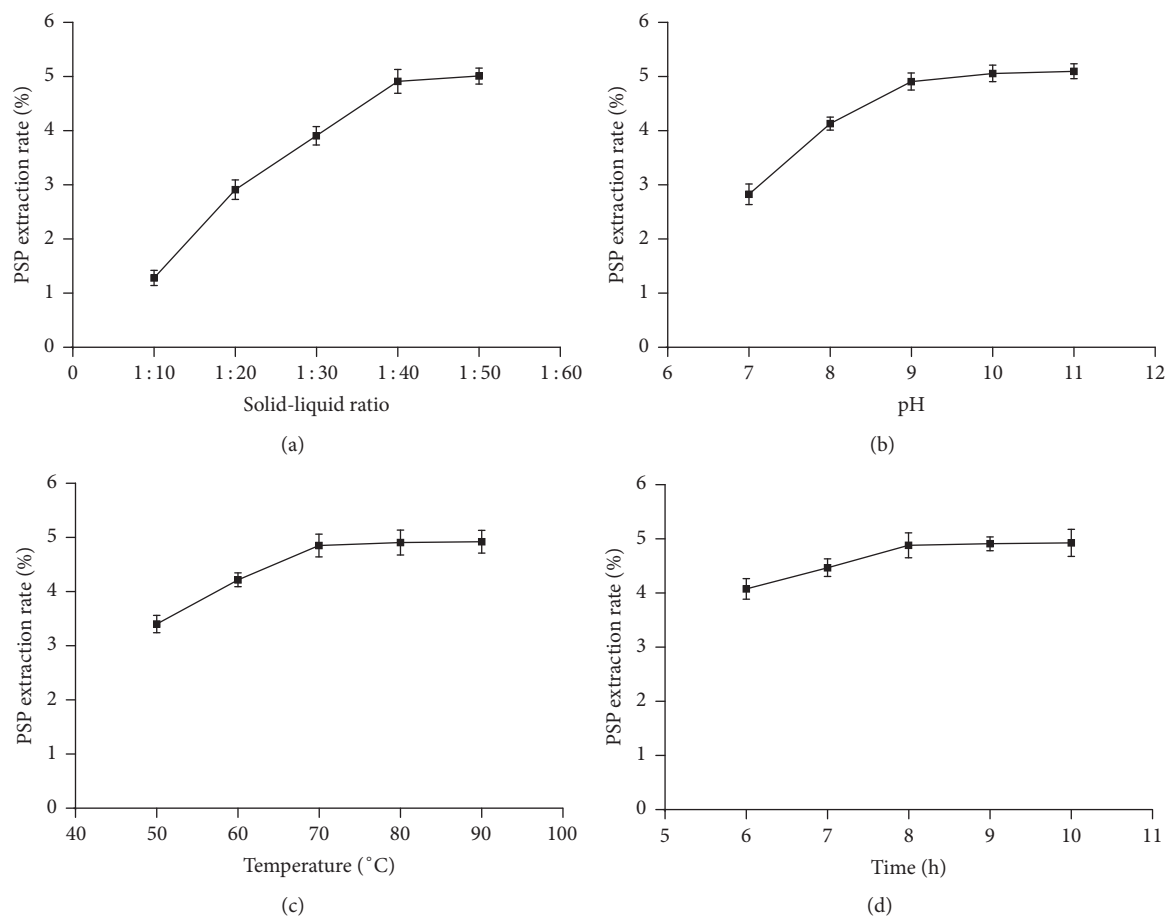 6
5
4
3
2
1
0
PSP extraction rate (%)
0 1:10 1:20 1:30 1:40 1:50 1:60
Solid-liquid ratio
(a)
6
5
4
3
2
1
0
PSP extraction rate (%)
6 7 8 9 10 11 12
pH
(b)
6
5
4
3
2
1
0
PSP extraction rate (%)
40 50 60 70 80 90 100
Temperature (˚C)
(c)
6
5
4
3
2
1
0
PSP extraction rate (%)
5 6 7 8 9 10 11
Time (h)
(d)